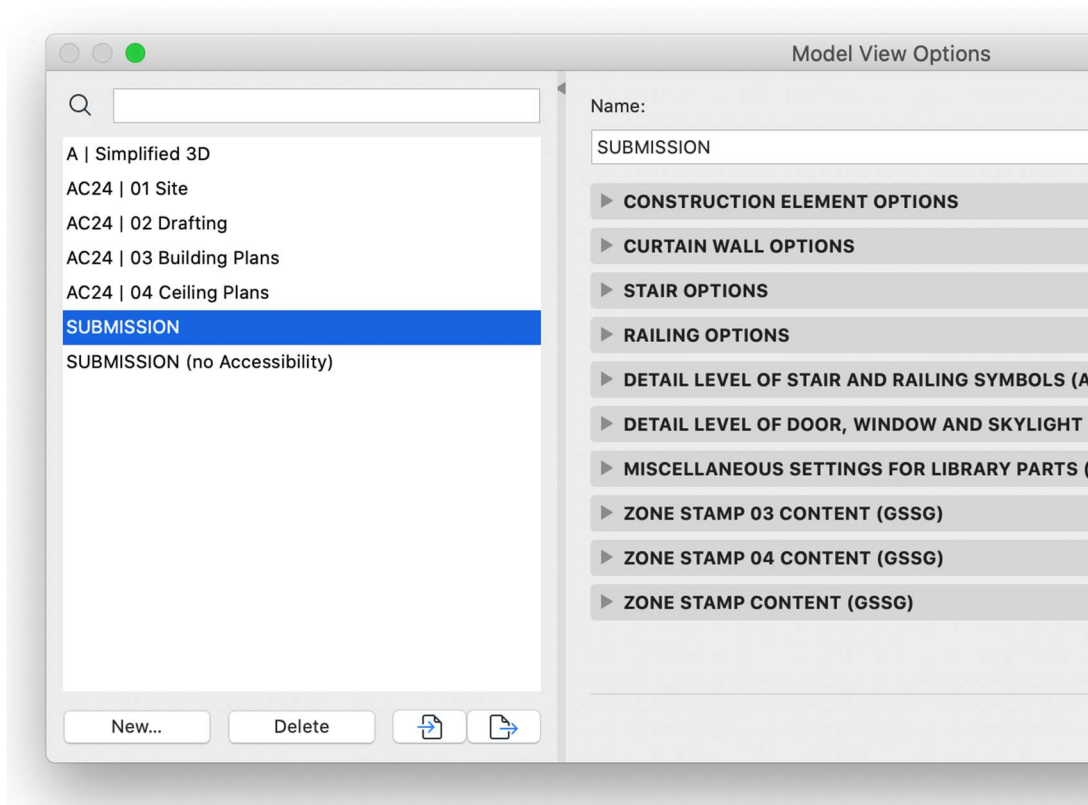 Model View Options
A | Simplified 3D
AC24 | 01 Site
AC24 | 02 Drafting
AC24 | 03 Building Plans
AC24 | 04 Ceiling Plans
SUBMISSION
SUBMISSION (no Accessibility)
New...
Delete
Name:
SUBMISSION
CONSTRUCTION ELEMENT OPTIONS
CURTAIN WALL OPTIONS
STAIR OPTIONS
RAILING OPTIONS
DETAIL LEVEL OF STAIR AND RAILING SYMBOLS (A
DETAIL LEVEL OF DOOR, WINDOW AND SKYLIGHT
MISCELLANEOUS SETTINGS FOR LIBRARY PARTS (
ZONE STAMP 03 CONTENT (GSSG)
ZONE STAMP 04 CONTENT (GSSG)
ZONE STAMP CONTENT (GSSG)